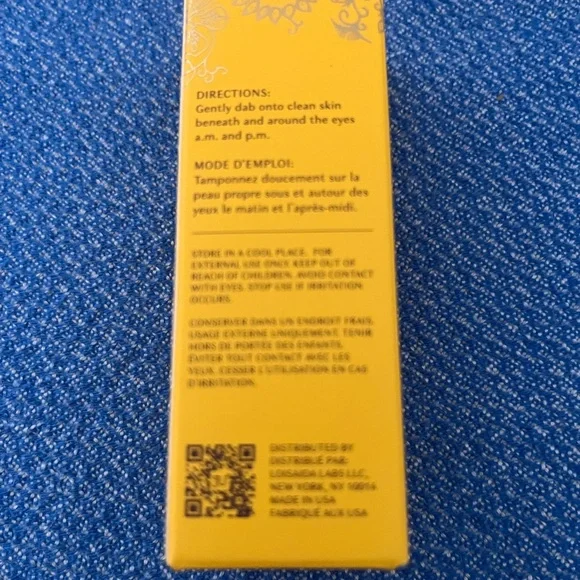 DIRECTIONS:
Gently dab onto clean skin
beneath and around the eyes
a.m. and p.m.
MODE D'EMPLOI:
Tamponnez doucement sur la
peau propre sous et autour des
yeux le matin et l'après-midi.
STORE IN A COOL PLACE. FOR
EXTERNAL USE ONLY. KEEP OUT OF
REACH OF CHILDREN. AVOID CONTACT
WITH EYES. STOP USE IF IRRITATION
OCCURS.
CONSERVER DANS UN ENDROIT FRAIS.
USAGE EXTERNE UNIQUEMENT. TENIR
HORS DE PORTÉE DES ENFANTS.
ÉVITER TOUT CONTACT AVEC LES
YEUX. CESSER L'UTILISATION EN CAS
D'IRRITATION.
DISTRIBUTED BY
DISTRIBUÉ PAR:
LOISAIDA LABS LLC,
NEW YORK, NY 10016
MADE IN USA
FABRIQUÉ AUX USA